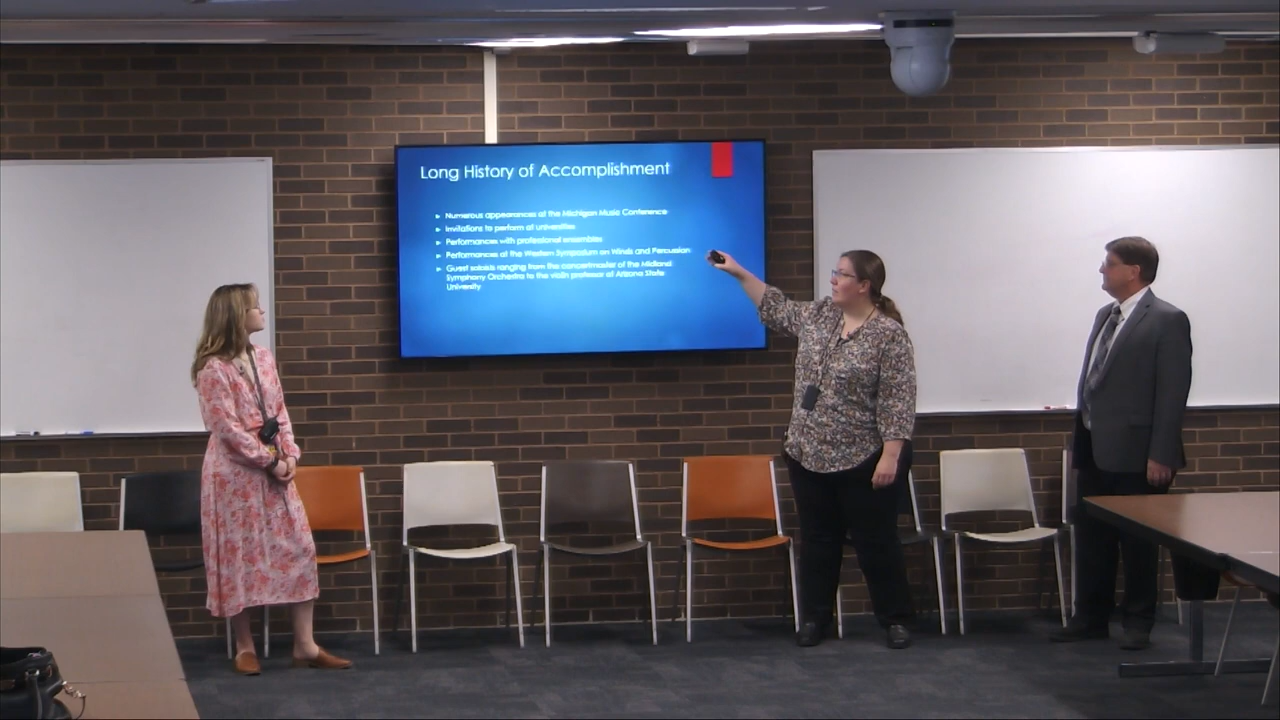 Long History of Accomplishment
Numerous appearances at the Michigan Music Conference
Invitations to perform at universities
Performances with professional ensembles
Performances at the Western Symposium on Winds and Percussion
Guest soloists ranging from the concertmaster of the Midland
Symphony Orchestra to the violin professor of Arizona State
University